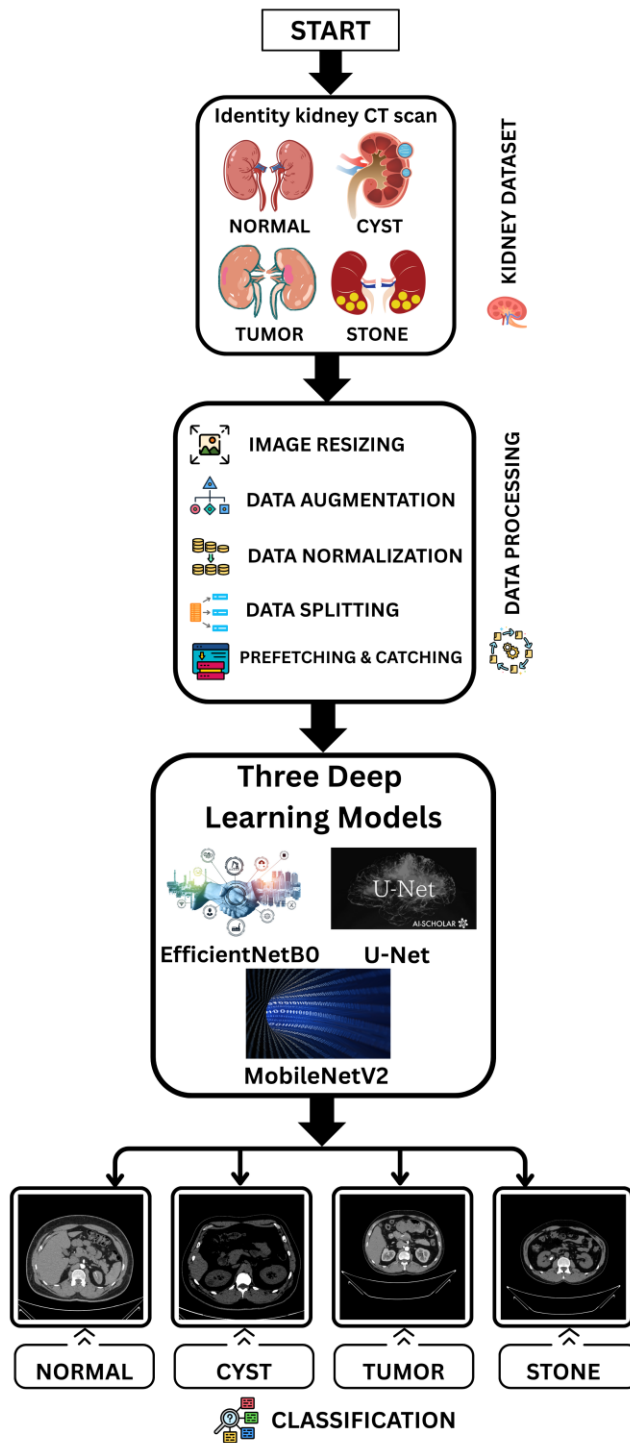 START
Identity kidney CT scan
NORMAL
CYST
TUMOR
STONE
KIDNEY DATASET
IMAGE RESIZING
DATA AUGMENTATION
DATA NORMALIZATION
DATA SPLITTING
PREFETCHING & CATCHING
DATA PROCESSING
Three Deep
Learning Models
U-Net
AI-SCHOLAR
EfficientNetB0
U-Net
MobileNetV2
NORMAL
CYST
TUMOR
STONE
CLASSIFICATION